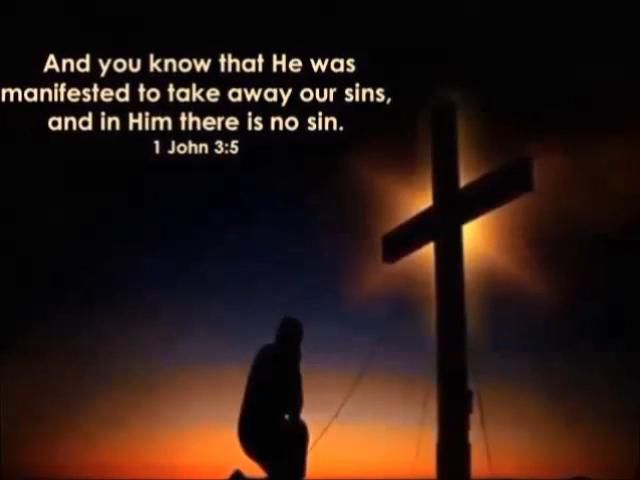 And you know that He was
manifested to take away our sins,
and in Him there is no sin.
1 John 3:5